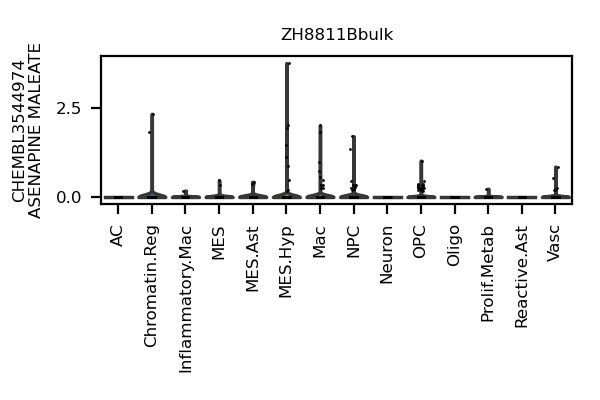 ZH8811Bbulk
CHEMBL3544974
ASENAPINE MALEATE
2.5
0.0
AC
Chromatin.Reg
Inflammatory.Mac
MES
MES.Ast
MES.Hyp
Mac
NPC
Neuron
OPC
Oligo
Prolif.Metab
Reactive.Ast
Vasc